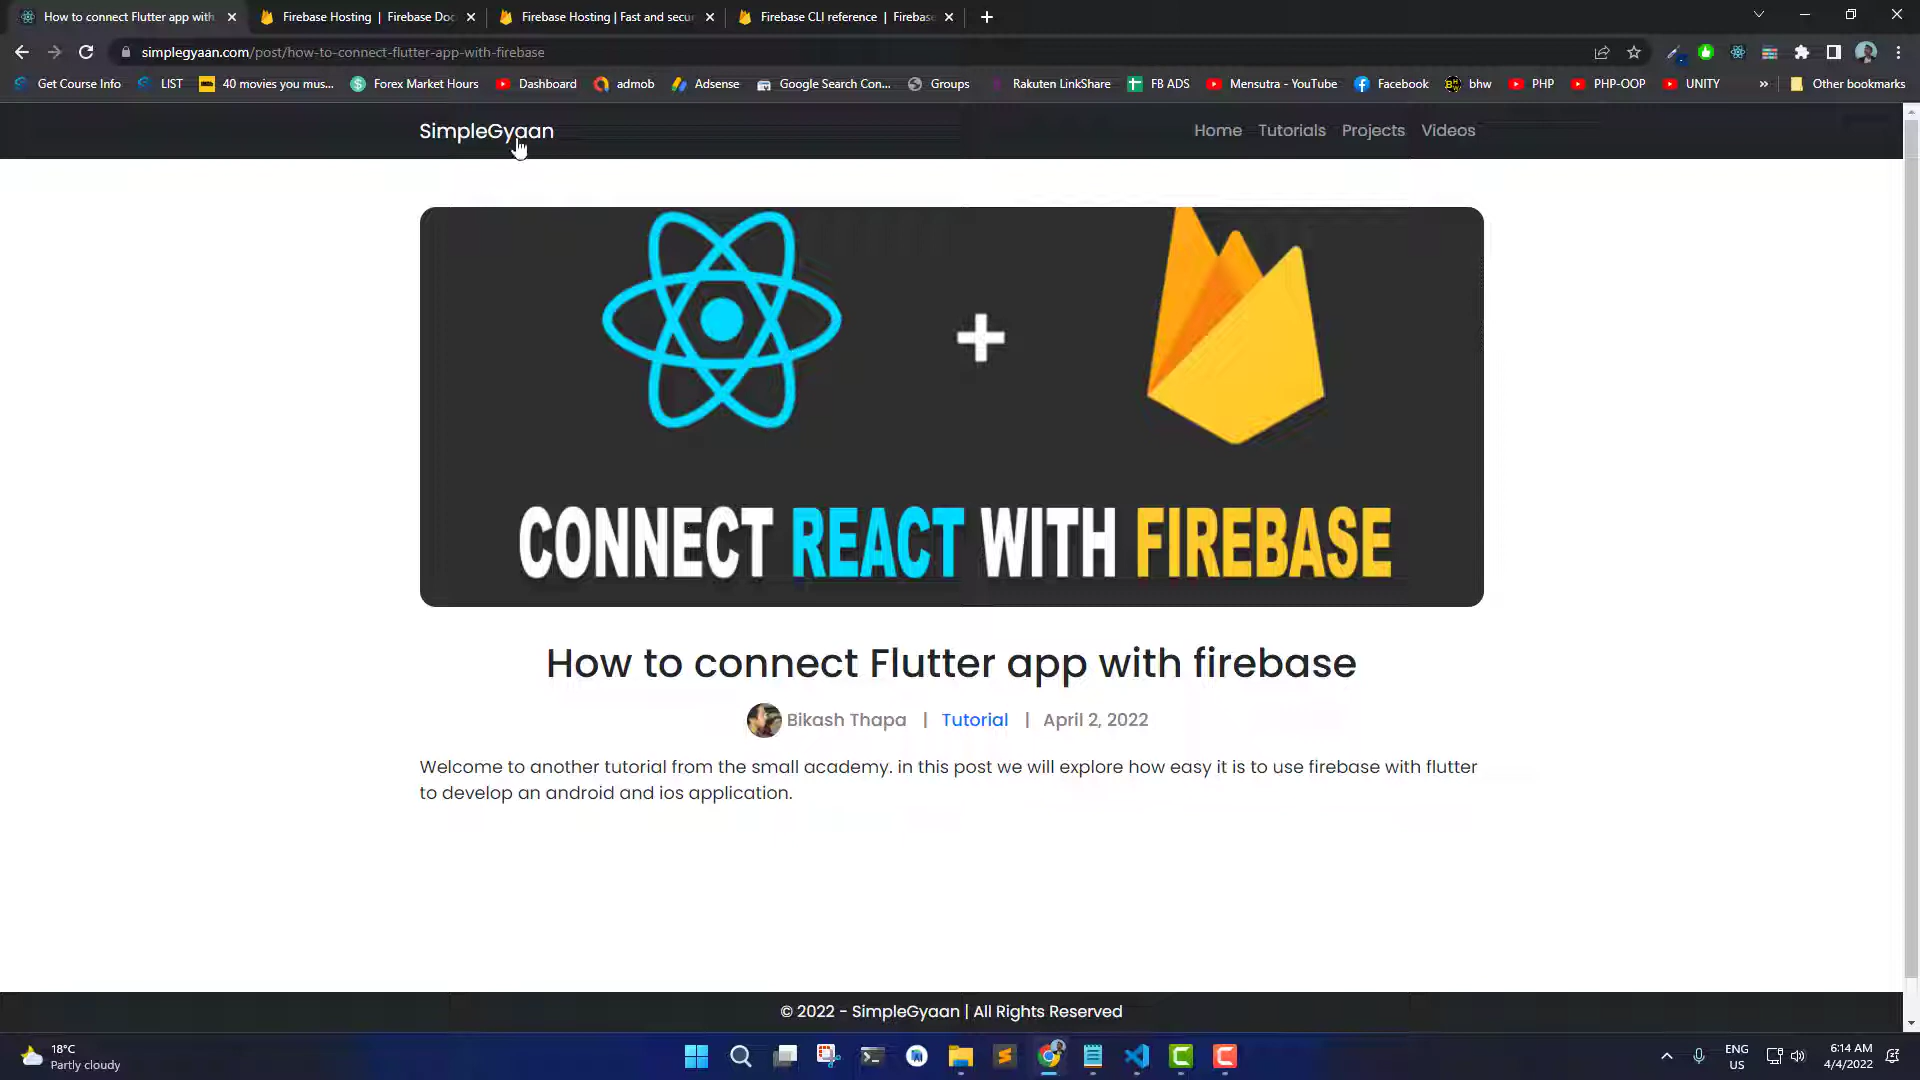 How to connect Flutter app with
Firebase Hosting | Firebase Doc
Firebase Hosting | Fast and secu
Firebase CLI reference | Firebase
simplegyaan.com/post/how-to-connect-flutter-app-with-firebase
Get Course Info
LIST
40 movies you mus...
Forex Market Hours
Dashboard
admob
Adsense
Google Search Con...
Groups
Rakuten LinkShare
FB ADS
Mensutra - YouTube
Facebook
bhw
PHP
PHP-OOP
UNITY
»
Other bookmarks
SimpleGyaan
Home Tutorials Projects Videos
+
CONNECT REACT WITH FIREBASE
How to connect Flutter app with firebase
Bikash Thapa | Tutorial | April 2, 2022
Welcome to another tutorial from the small academy. in this post we will explore how easy it is to use firebase with flutter
to develop an android and ios application.
© 2022 - SimpleGyaan | All Rights Reserved
18°C
Partly cloudy
ENG
US
6:14 AM
4/4/2022